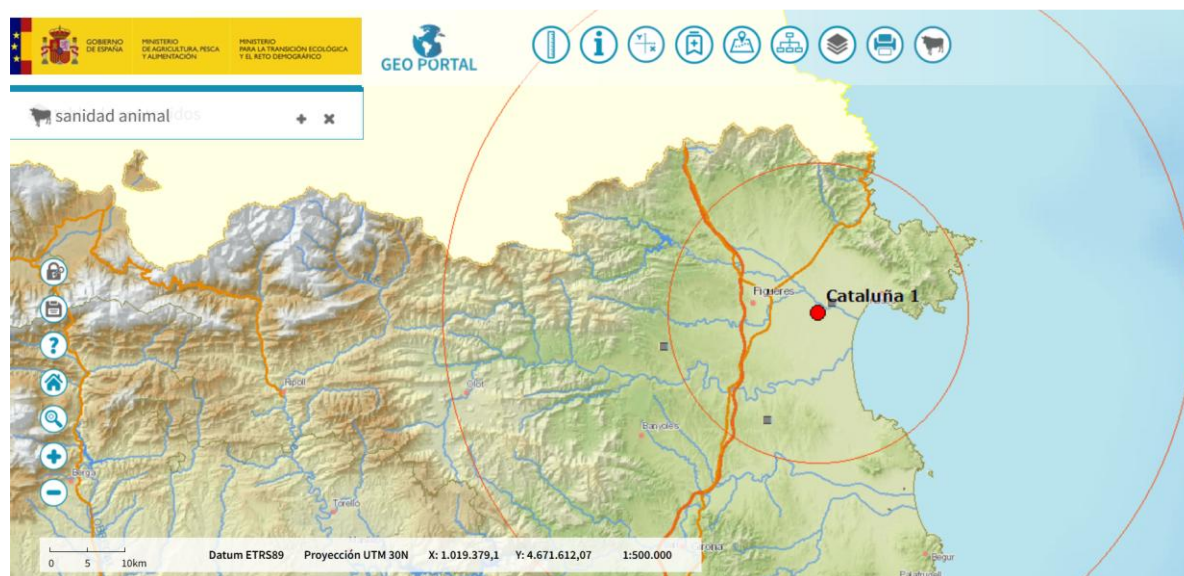 GOBIERNO
DE ESPAÑA
MINISTERIO
DE AGRICULTURA, PESCA
Y ALIMENTACIÓN
MINISTERIO
PARA LA TRANSICIÓN ECOLÓGICA
Y EL RETO DEMOGRÁFICO
GEO PORTAL
sanidad animal
Figueres
Cataluña 1
Ripoll
Olot
Banyoles
Berga
Torelló
Begur
Palafrugell
0 5 10km
Datum ETRS89 Proyección UTM 30N X: 1.019.379,1 Y: 4.671.612,07 1:500.000